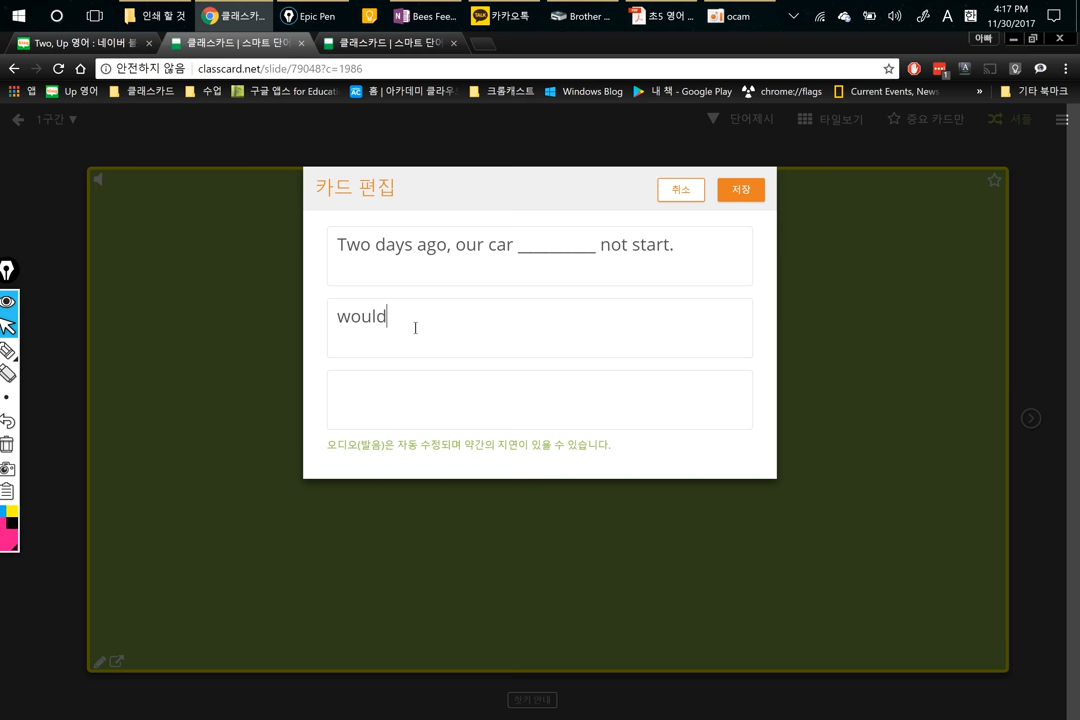 인쇄 할 것
클래스카...
Epic Pen
Bees Fee...
TALK
카카오톡
Brother ...
초5 영어 ...
ocam
A
한
4:17 PM
11/30/2017
Two, Up 영어 : 네이버 블
클래스카드 | 스마트 단어
클래스카드 | 스마트 단어
아빠
안전하지 않음
classcard.net/slide/79048?c=1986
앱
Up 영어
클래스카드
수업
구글 앱스 for Educati
홈 | 아카데미 클라우
크롬캐스트
Windows Blog
내 책 - Google Play
chrome://flags
Current Events, News
»
기타 북마크
1구간 ▼
단어제시
타일보기
중요 카드만
셔플
카드 편집
취소
저장
Two days ago, our car _________ not start.
would
오디오(발음)은 자동 수정되며 약간의 지연이 있을 수 있습니다.
핫키 안내